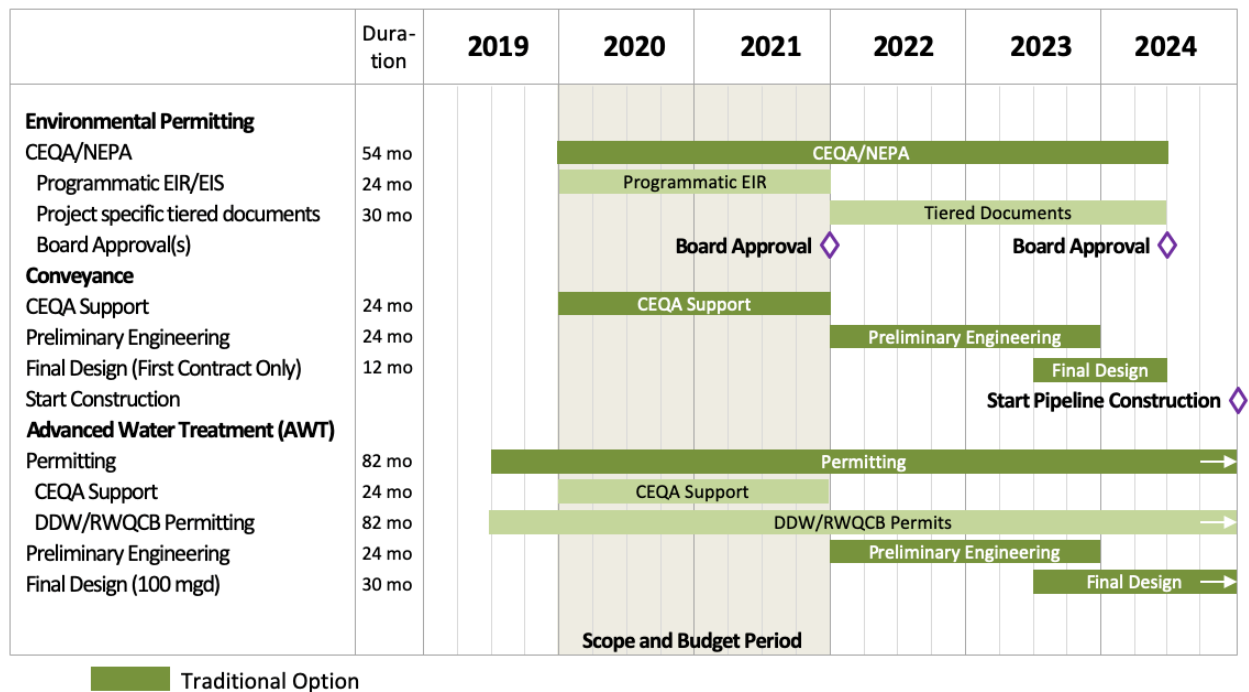 Dura-
tion
2019 2020 2021 2022 2023 2024
Environmental Permitting
CEQA/NEPA 54 mo CEQA/NEPA
Programmatic EIR/EIS 24 mo Programmatic EIR
Project specific tiered documents 30 mo Tiered Documents
Board Approval(s) Board Approval Board Approval
Conveyance
CEQA Support 24 mo CEQA Support
Preliminary Engineering 24 mo Preliminary Engineering
Final Design (First Contract Only) 12 mo Final Design
Start Construction Start Pipeline Construction
Advanced Water Treatment (AWT)
Permitting 82 mo Permitting
CEQA Support 24 mo CEQA Support
DDW/RWQCB Permitting 82 mo DDW/RWQCB Permits
Preliminary Engineering 24 mo Preliminary Engineering
Final Design (100 mgd) 30 mo Final Design
Scope and Budget Period
Traditional Option